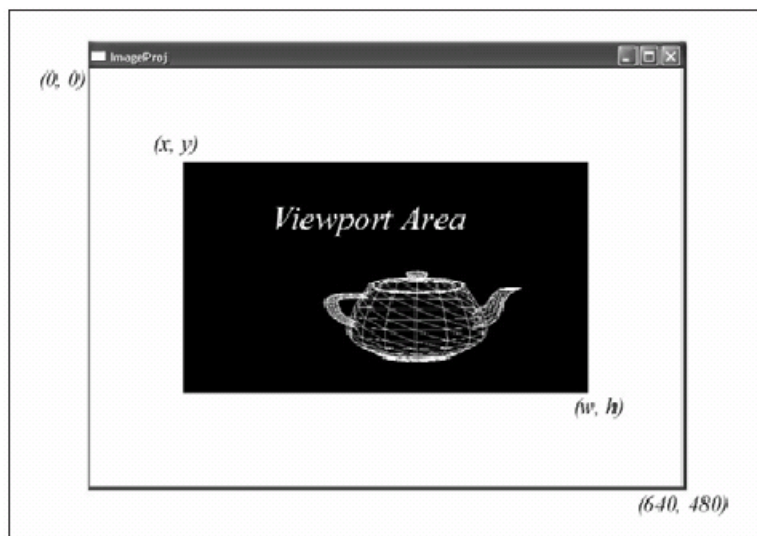 ImageProj
(0, 0)
(x, y)
Viewport Area
(w, h)
(640, 480)